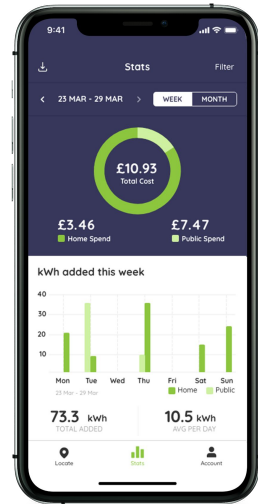 9:41
Stats
Filter
23 MAR - 29 MAR
WEEK MONTH
£10.93
Total Cost
£3.46 £7.47
Home Spend Public Spend
kWh added this week
40
30
20
10
Mon Tue Wed Thu Fri Sat Sun
23 Mar - 29 Mar Home Public
73.3 kWh 10.5 kWh
TOTAL ADDED AVG PER DAY
Locate Stats Account